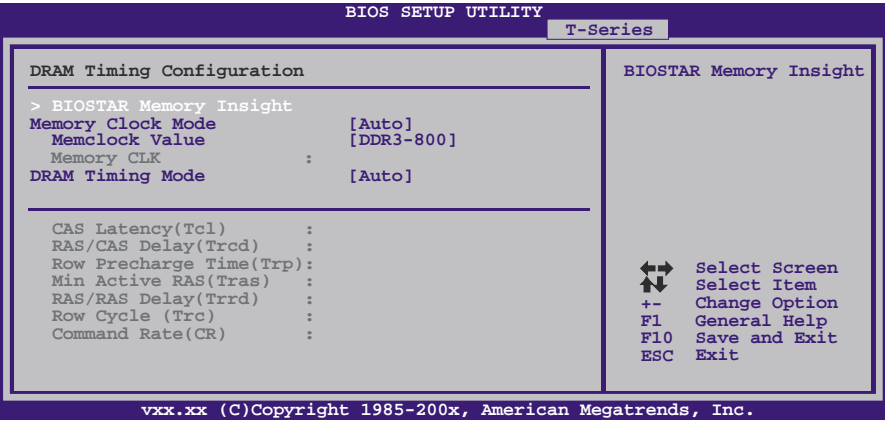 BIOS SETUP UTILITY
T-Series
DRAM Timing Configuration
> BIOSTAR Memory Insight
Memory Clock Mode [Auto]
Memclock Value [DDR3-800]
Memory CLK :
DRAM Timing Mode [Auto]
CAS Latency(Tcl) :
RAS/CAS Delay(Trcd) :
Row Precharge Time(Trp):
Min Active RAS(Tras) :
RAS/RAS Delay(Trrd) :
Row Cycle (Trc) :
Command Rate(CR) :
BIOSTAR Memory Insight
Select Screen
Select Item
+- Change Option
F1 General Help
F10 Save and Exit
ESC Exit
vxx.xx (C)Copyright 1985-200x, American Megatrends, Inc.